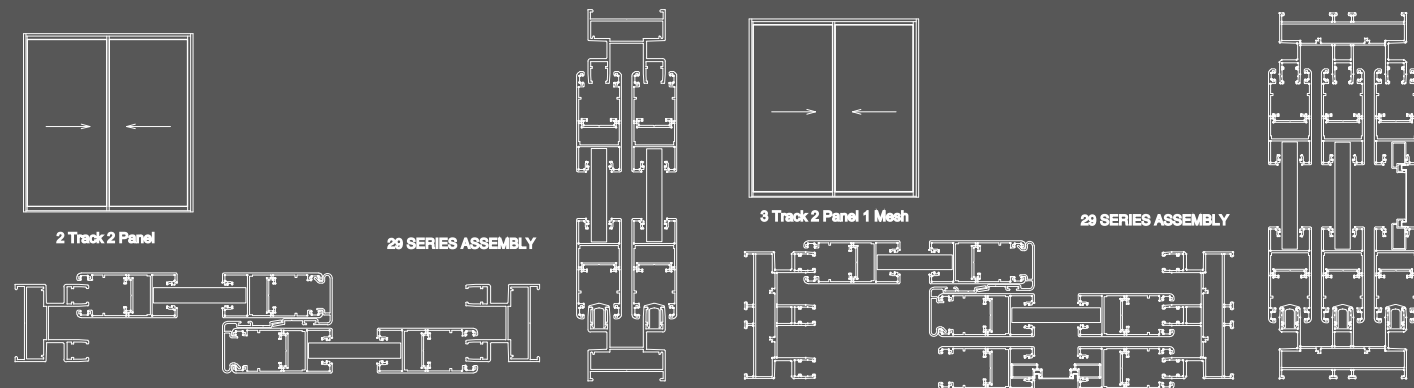 2 Track 2 Panel
29 SERIES ASSEMBLY
3 Track 2 Panel 1 Mesh
29 SERIES ASSEMBLY